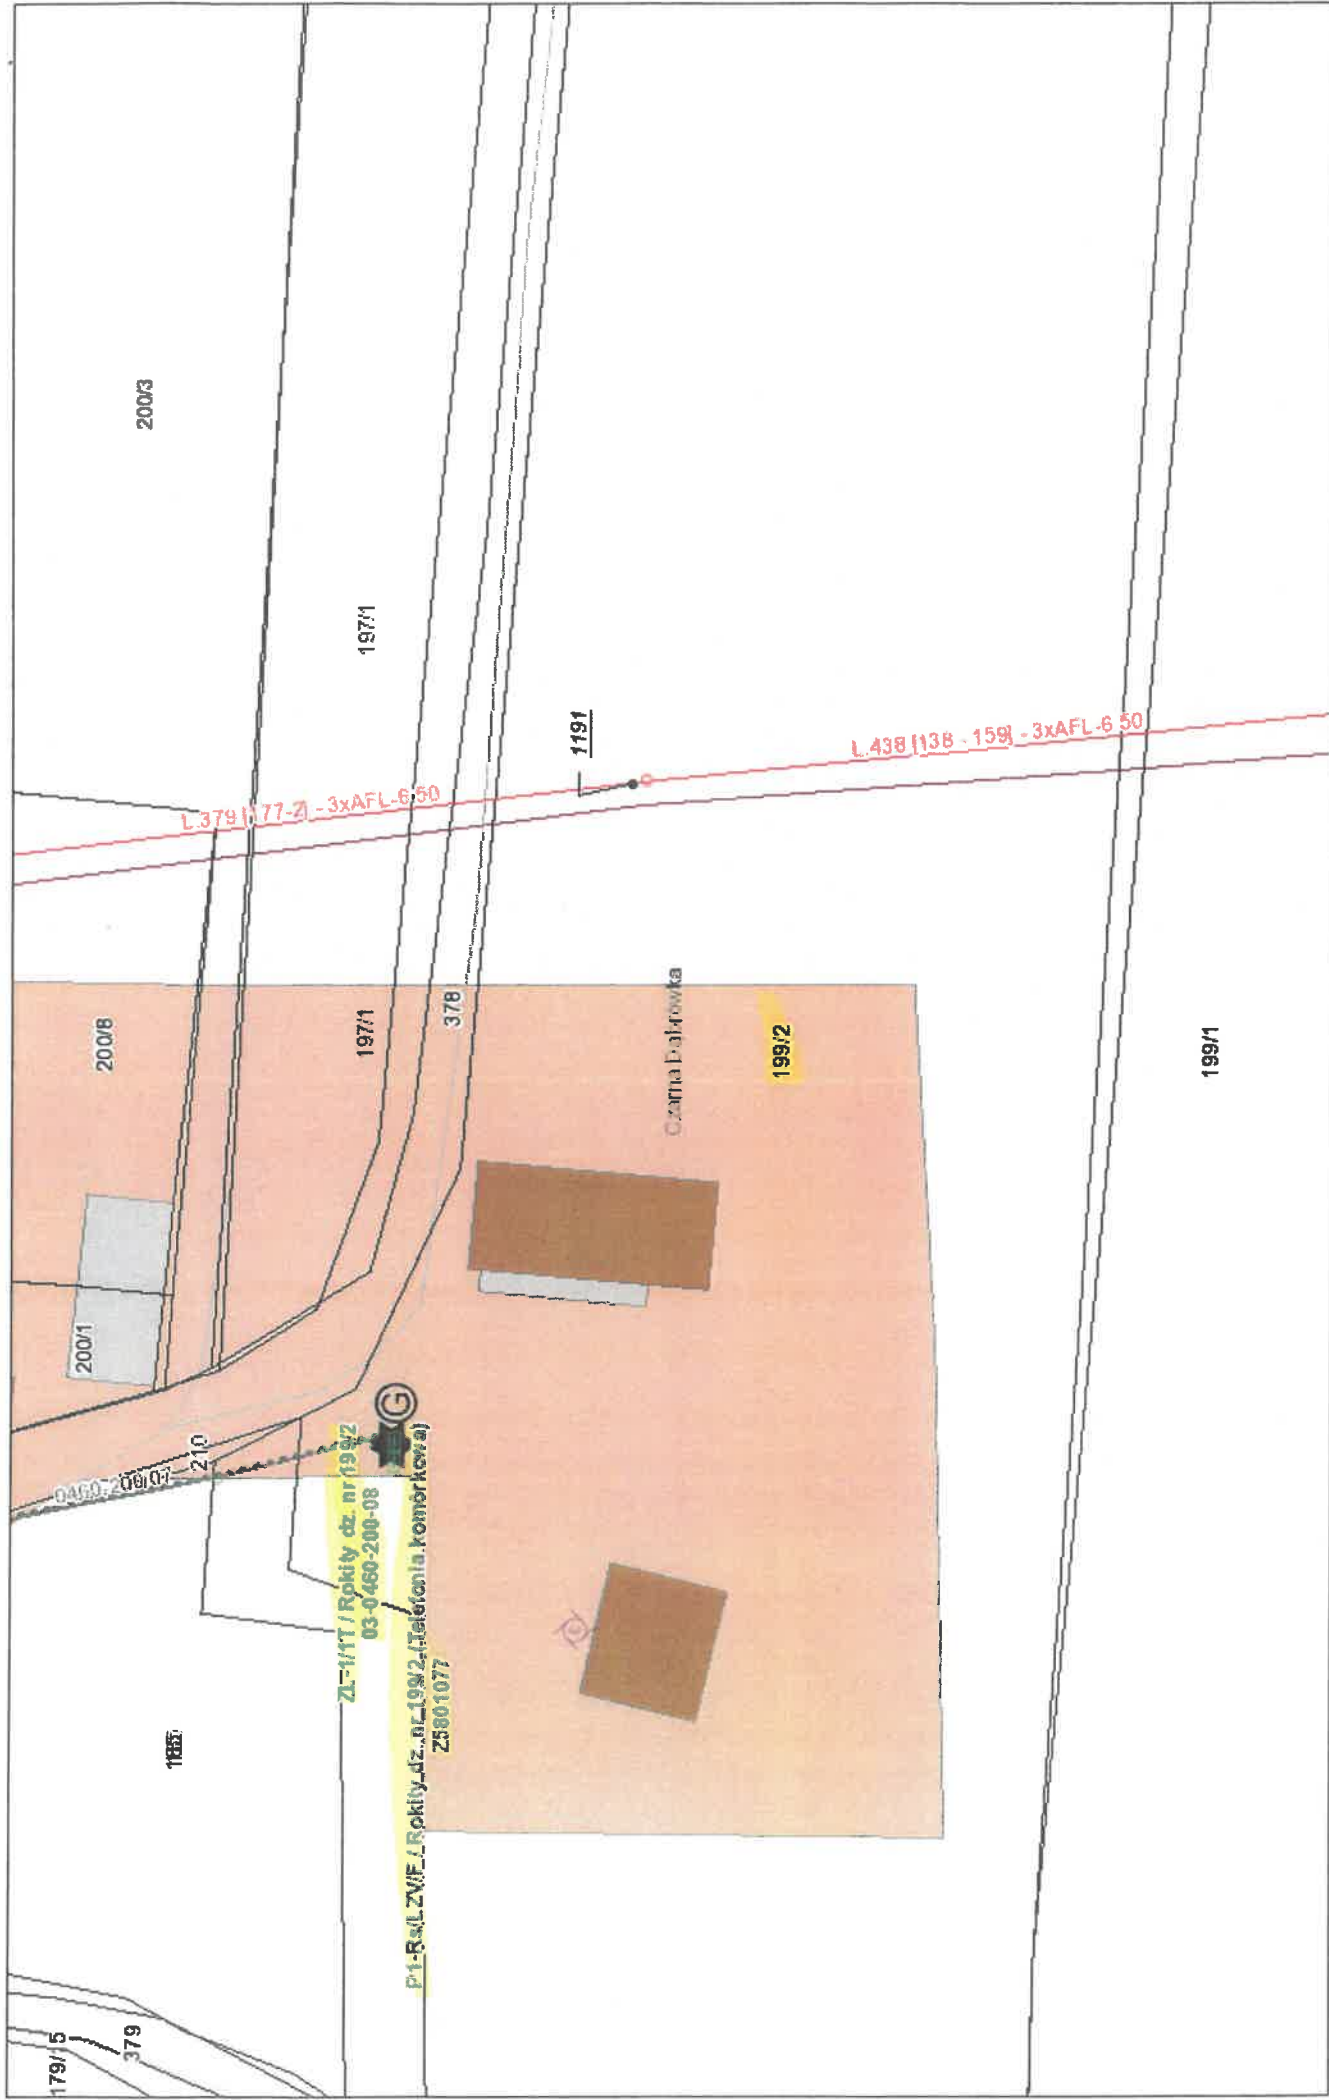 200/3
197/1
1191
L.379 [177-2] - 3xAFL-6 50
L.438 [138 - 159] - 3xAFL-6 50
200/8
197/1
378
Czarna Dąbrówka
199/2
199/1
200/1
G
210
00/07
ZL-1/1T / Rokity dz. nr 199/2
03-0460-200-08
P1-Rs/LZV/F / Rokity dz. nr 199/2 (Telefonia komórkowa)
Z5801077
179/15
379